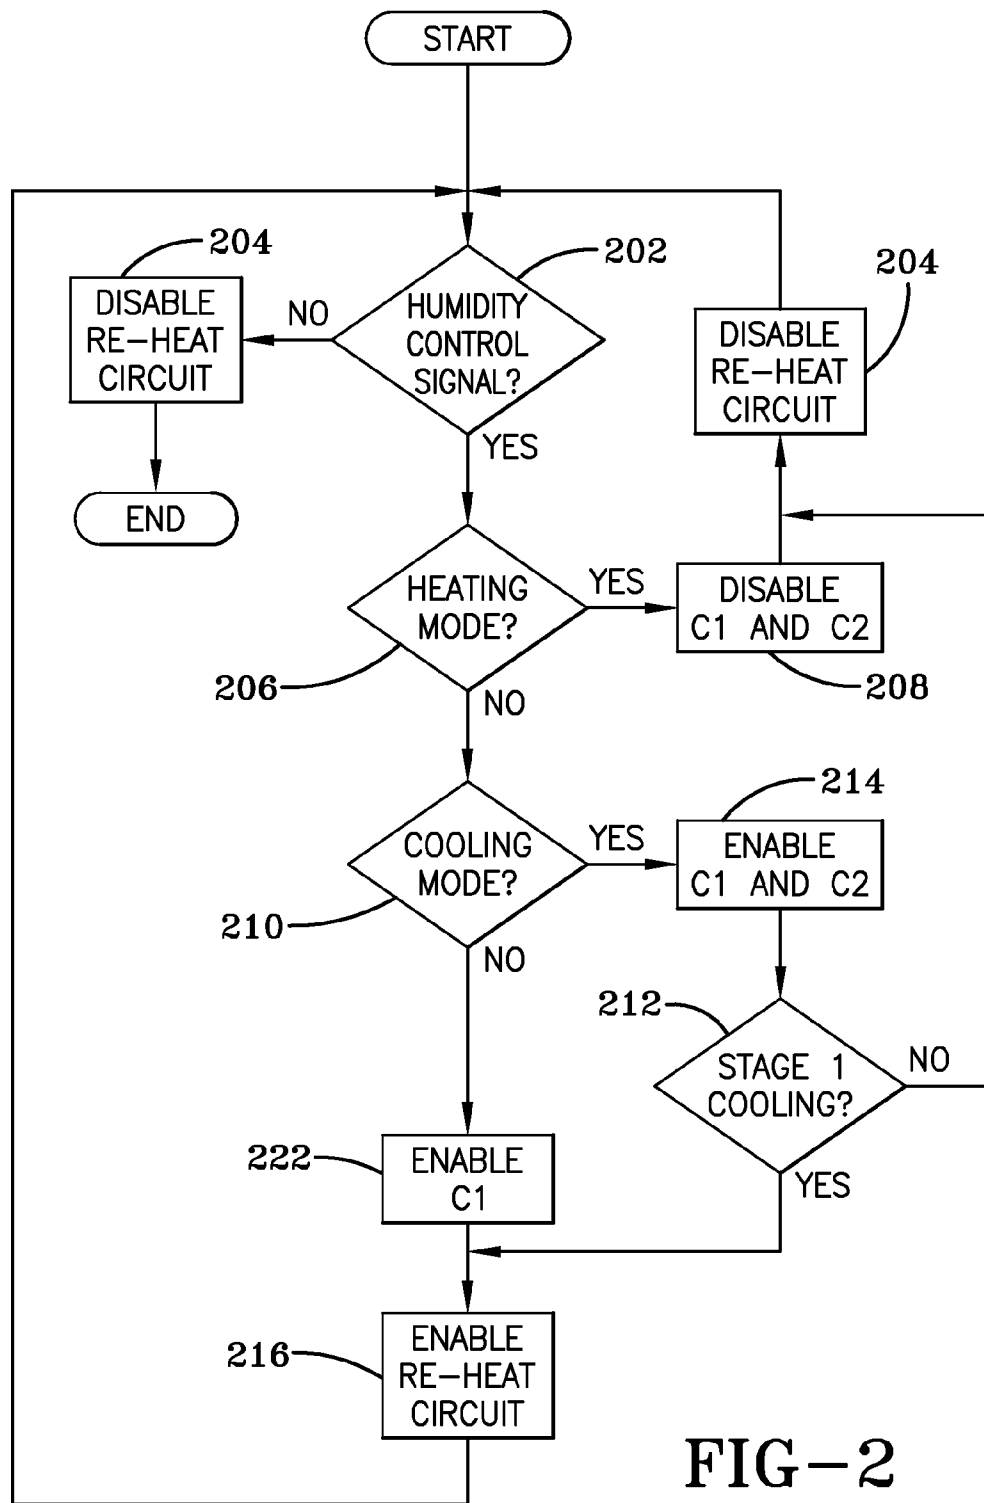 START
204
202
204
DISABLE
RE-HEAT
CIRCUIT
NO
HUMIDITY
CONTROL
SIGNAL?
DISABLE
RE-HEAT
CIRCUIT
YES
END
HEATING
MODE?
YES
DISABLE
C1 AND C2
206
NO
208
214
COOLING
MODE?
YES
ENABLE
C1 AND C2
210
NO
212
STAGE 1
COOLING?
NO
YES
222
ENABLE
C1
216
ENABLE
RE-HEAT
CIRCUIT
FIG-2